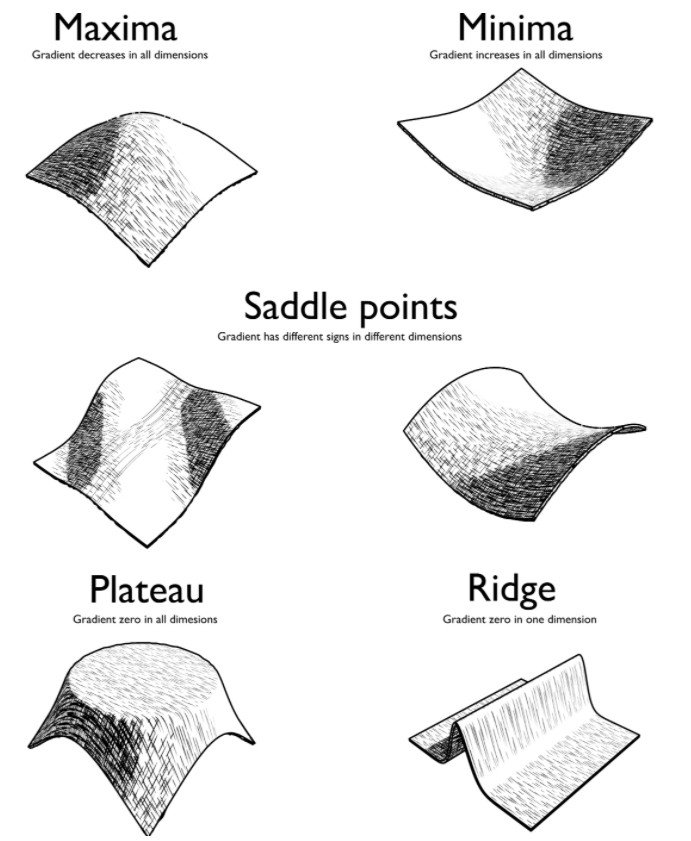 Maxima
Gradient decreases in all dimensions
Minima
Gradient increases in all dimensions
Saddle points
Gradient has different signs in different dimensions
Plateau
Gradient zero in all dimesions
Ridge
Gradient zero in one dimension